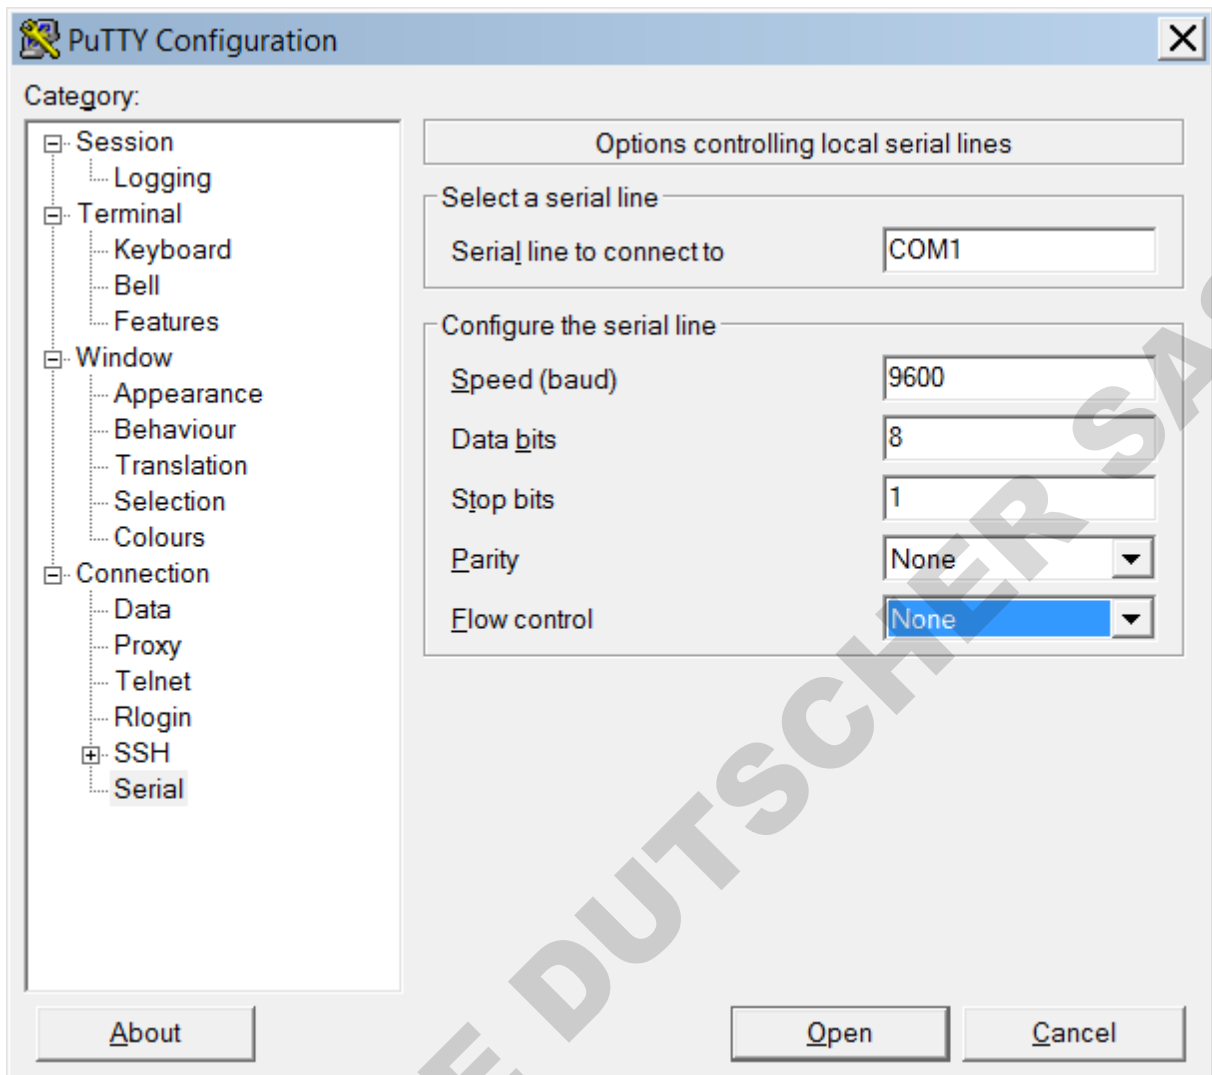 PuTTY Configuration
Category:
Session
Logging
Terminal
Keyboard
Bell
Features
Window
Appearance
Behaviour
Translation
Selection
Colours
Connection
Data
Proxy
Telnet
Rlogin
SSH
Serial
Options controlling local serial lines
Select a serial line
Serial line to connect to COM1
Configure the serial line
Speed (baud) 9600
Data bits 8
Stop bits 1
Parity None
Flow control None
About Open Cancel
DUTSCHER